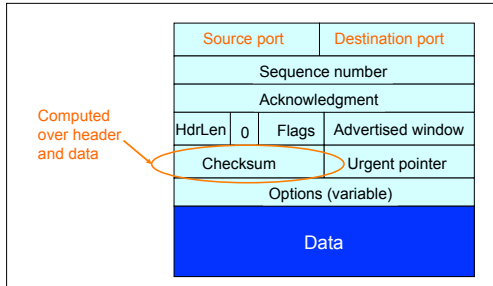 Source port Destination port
Sequence number
Acknowledgment
Computed
over header
and data
HdrLen 0 Flags Advertised window
Checksum Urgent pointer
Options (variable)
Data